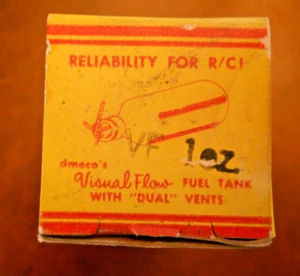 RELIABILITY FOR R/C!
VF
1oz
dmeco's
Visual Flow FUEL TANK
WITH "DUAL" VENTS